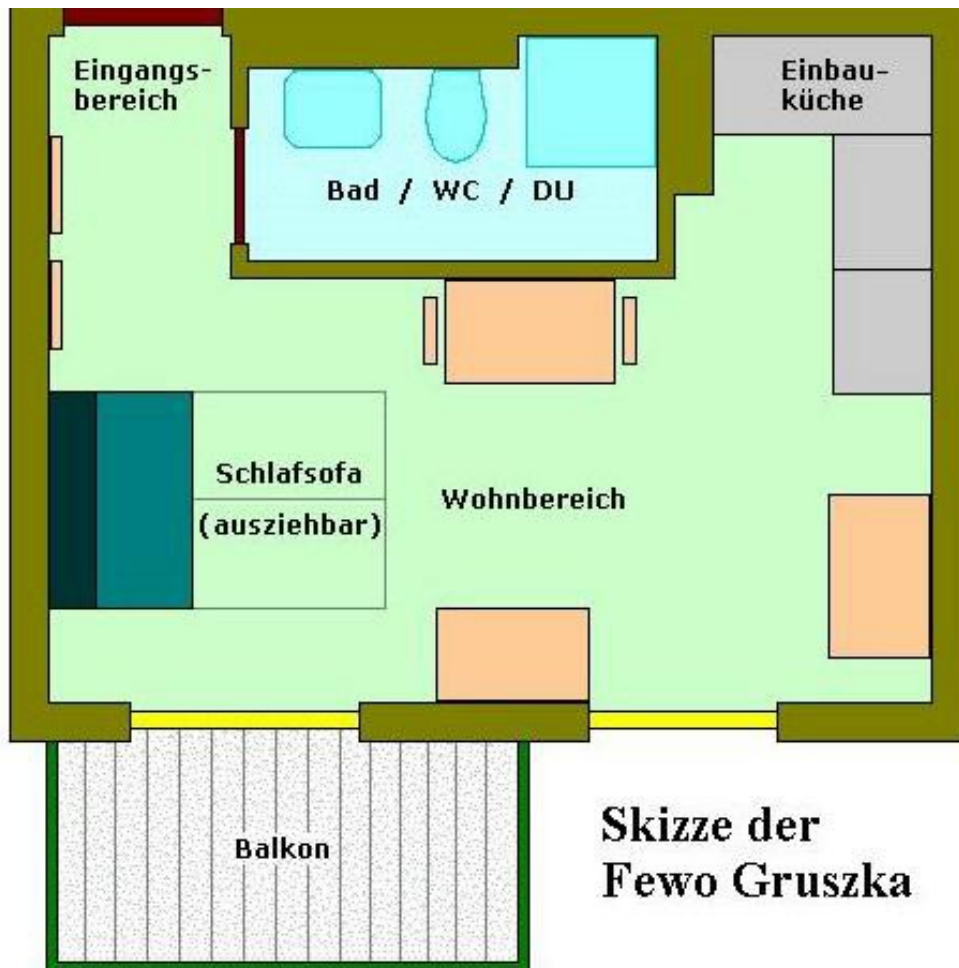 Eingangs-
bereich
Einbau-
küche
Bad / WC / DU
Schlafsofa
(ausziehbar)
Wohnbereich
Balkon
Skizze der
Fewo Gruszka